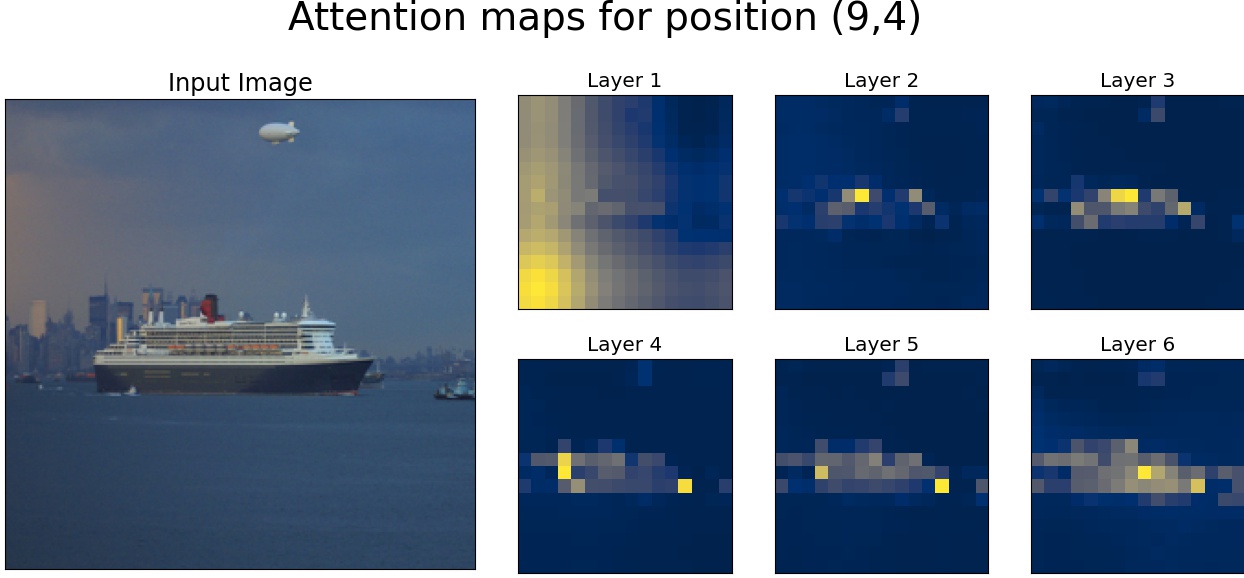 Attention maps for position (9,4)
Input Image
Layer 1
Layer 2
Layer 3
Layer 4
Layer 5
Layer 6